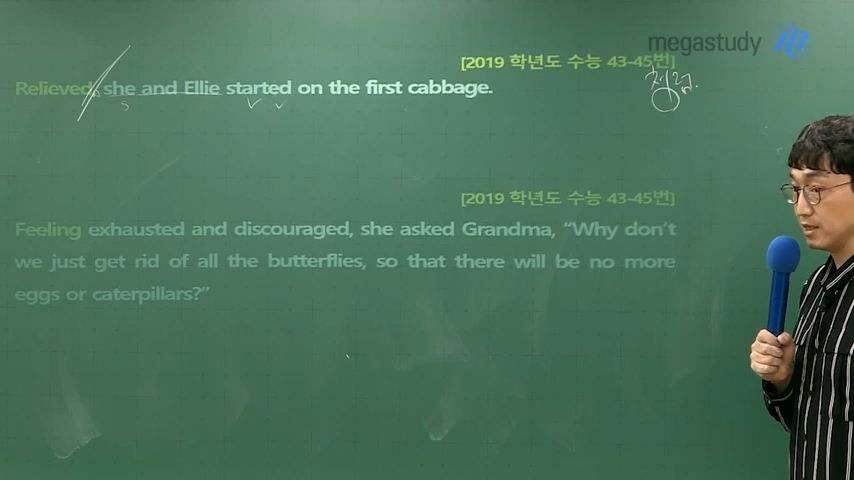 megastudy
[2019 학년도 수능 43-45번]
Relieved, she and Ellie started on the first cabbage.
S
[2019 학년도 수능 43-45번]
Feeling exhausted and discouraged, she asked Grandma, “Why don’t
we just get rid of all the butterflies, so that there will be no more
eggs or caterpillars?”